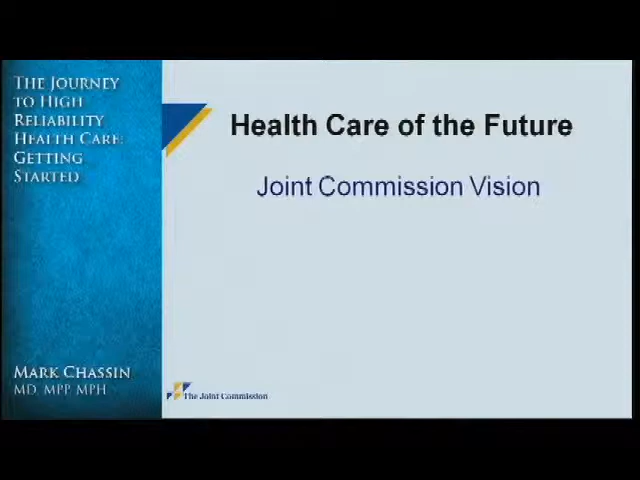 The Journey
to High
Reliability
Health Care:
Getting
Started
Health Care of the Future
Joint Commission Vision
Mark Chassin
MD, MPP, MPH
The Joint Commission